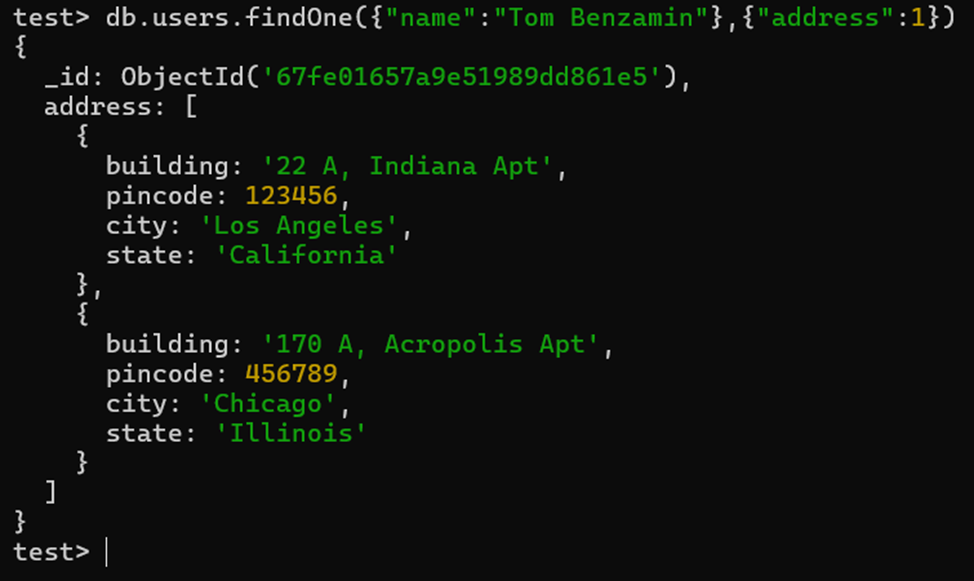 test> db.users.findOne({"name":"Tom Benzamin"},{"address":1})
{
  _id: ObjectId('67fe01657a9e51989dd861e5'),
  address: [
    {
      building: '22 A, Indiana Apt',
      pincode: 123456,
      city: 'Los Angeles',
      state: 'California'
    },
    {
      building: '170 A, Acropolis Apt',
      pincode: 456789,
      city: 'Chicago',
      state: 'Illinois'
    }
  ]
}
test>